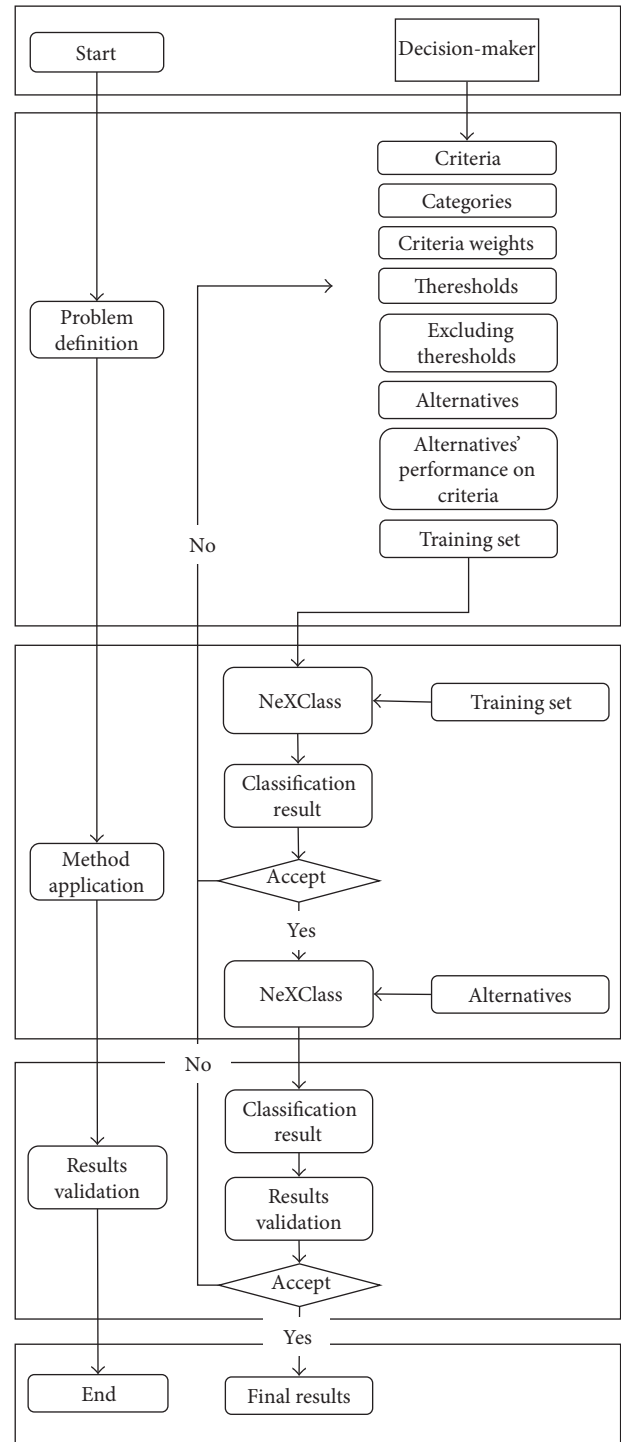 Start
Decision-maker
Criteria
Categories
Criteria weights
Theresholds
Problem
definition
Excluding
theresholds
Alternatives
Alternatives'
performance on
criteria
No
Training set
NeXClass
Training set
Classification
result
Method
application
Accept
Yes
NeXClass
Alternatives
No
Classification
result
Results
validation
Results
validation
Accept
Yes
End
Final results